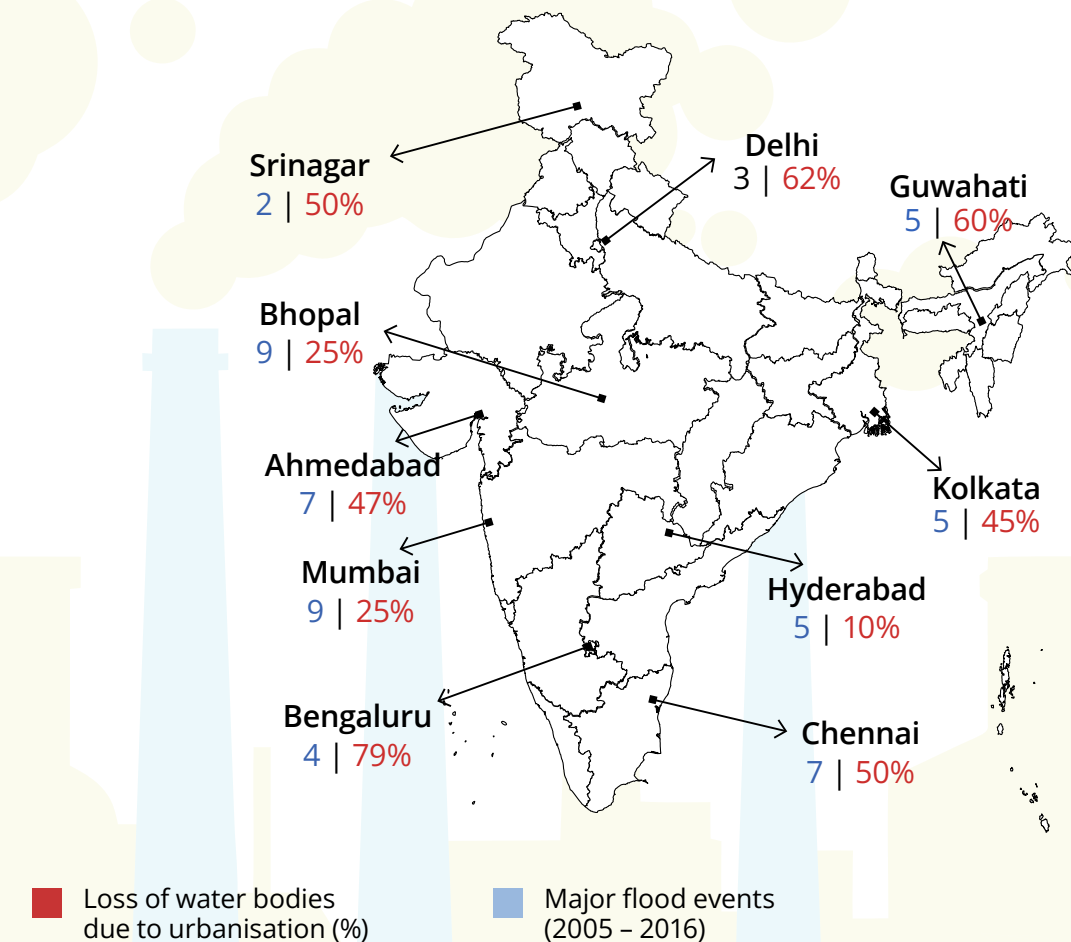 Srinagar
2 | 50%
Delhi
3 | 62%
Guwahati
5 | 60%
Bhopal
9 | 25%
Ahmedabad
7 | 47%
Kolkata
5 | 45%
Mumbai
9 | 25%
Hyderabad
5 | 10%
Bengaluru
4 | 79%
Chennai
7 | 50%
Loss of water bodies
due to urbanisation (%)
Major flood events
(2005 – 2016)